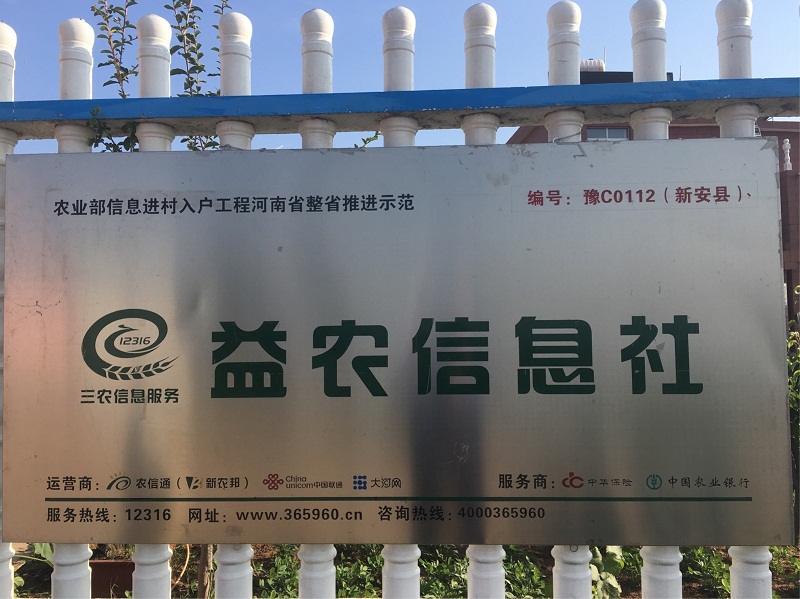 农业部信息进村入户工程河南省整省推进示范
编号：豫C0112（新安县）、
12316
三农信息服务
益农信息社
运营商：农信通（新农邦） China unicom中国联通 大河网
服务商：中华保险 中国农业银行
服务热线：12316 网址：www.365960.cn 咨询热线：4000365960